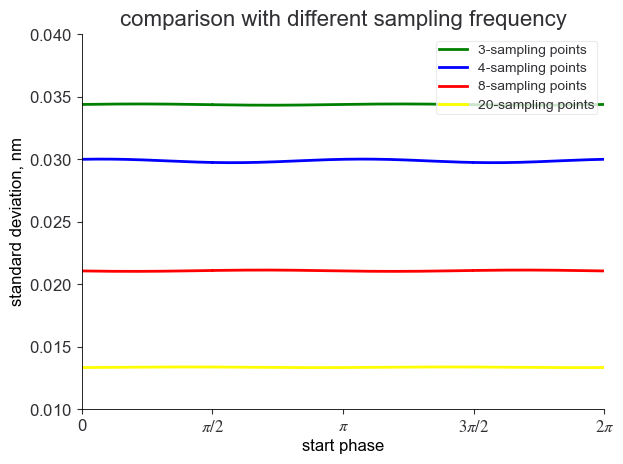 comparison with different sampling frequency
0.040
0.035
0.030
0.025
0.020
0.015
0.010
standard deviation, nm
3-sampling points
4-sampling points
8-sampling points
20-sampling points
0
π/2
π
3π/2
2π
start phase